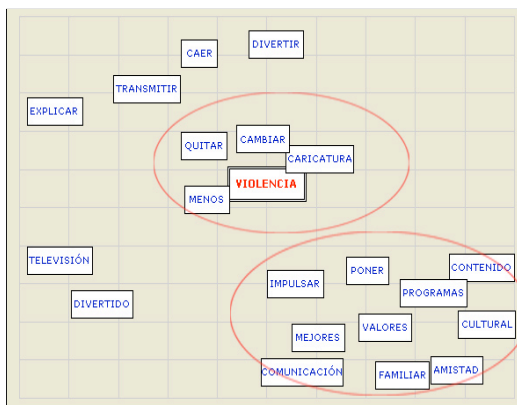 DIVERTIR
CAER
TRANSMITIR
EXPLICAR
CAMBIAR
QUITAR
CARICATURA
VIOLENCIA
MENOS
TELEVISIÓN
CONTENIDO
PONER
IMPULSAR
PROGRAMAS
DIVERTIDO
CULTURAL
VALORES
MEJORES
AMISTAD
COMUNICACIÓN
FAMILIAR